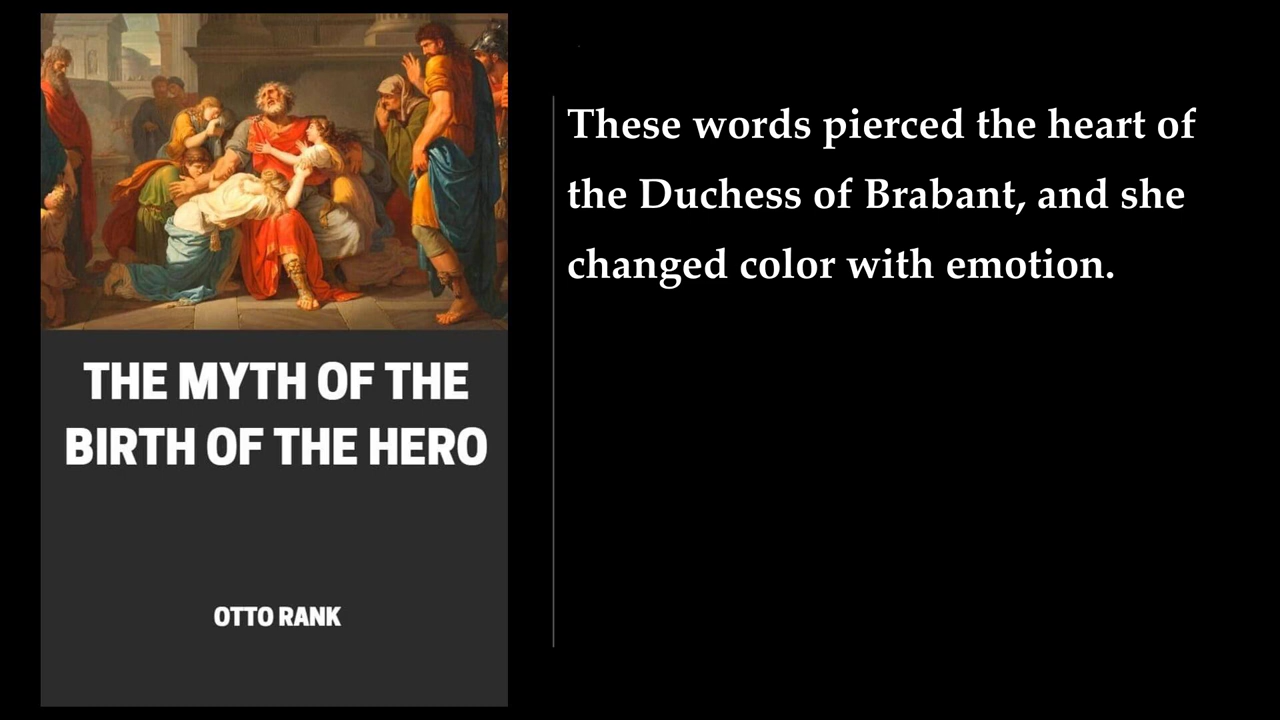 THE MYTH OF THE
BIRTH OF THE HERO
OTTO RANK
These words pierced the heart of
the Duchess of Brabant, and she
changed color with emotion.